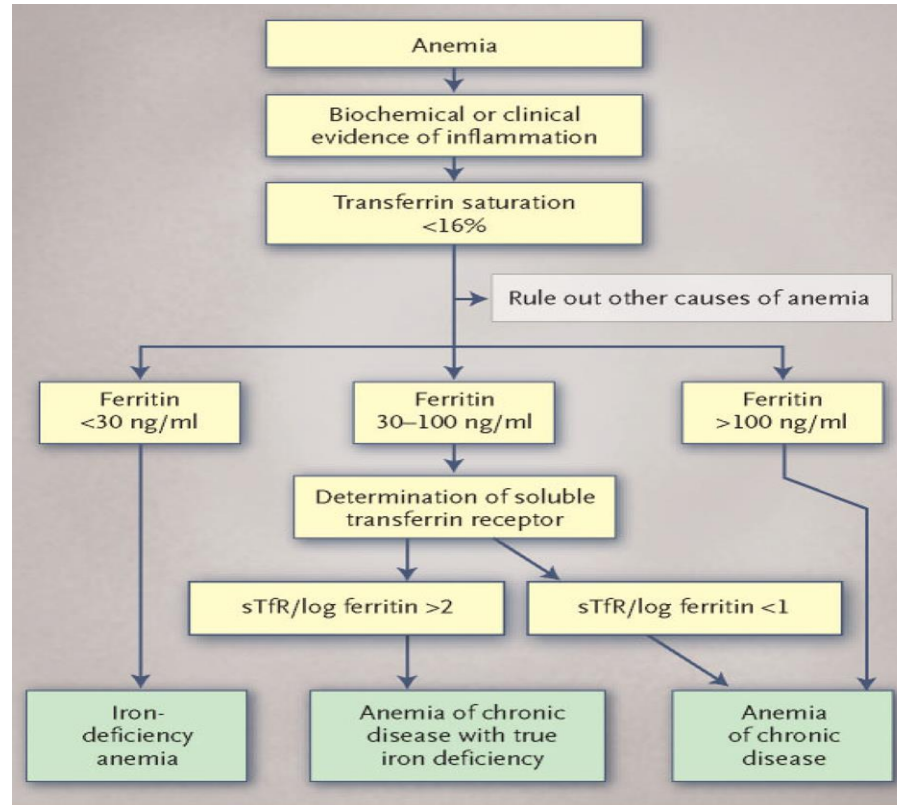 Anemia
Biochemical or clinical
evidence of inflammation
Transferrin saturation
<16%
Rule out other causes of anemia
Ferritin
<30 ng/ml
Ferritin
30–100 ng/ml
Ferritin
>100 ng/ml
Determination of soluble
transferrin receptor
sTfR/log ferritin >2
sTfR/log ferritin <1
Iron-
deficiency
anemia
Anemia of chronic
disease with true
iron deficiency
Anemia
of chronic
disease